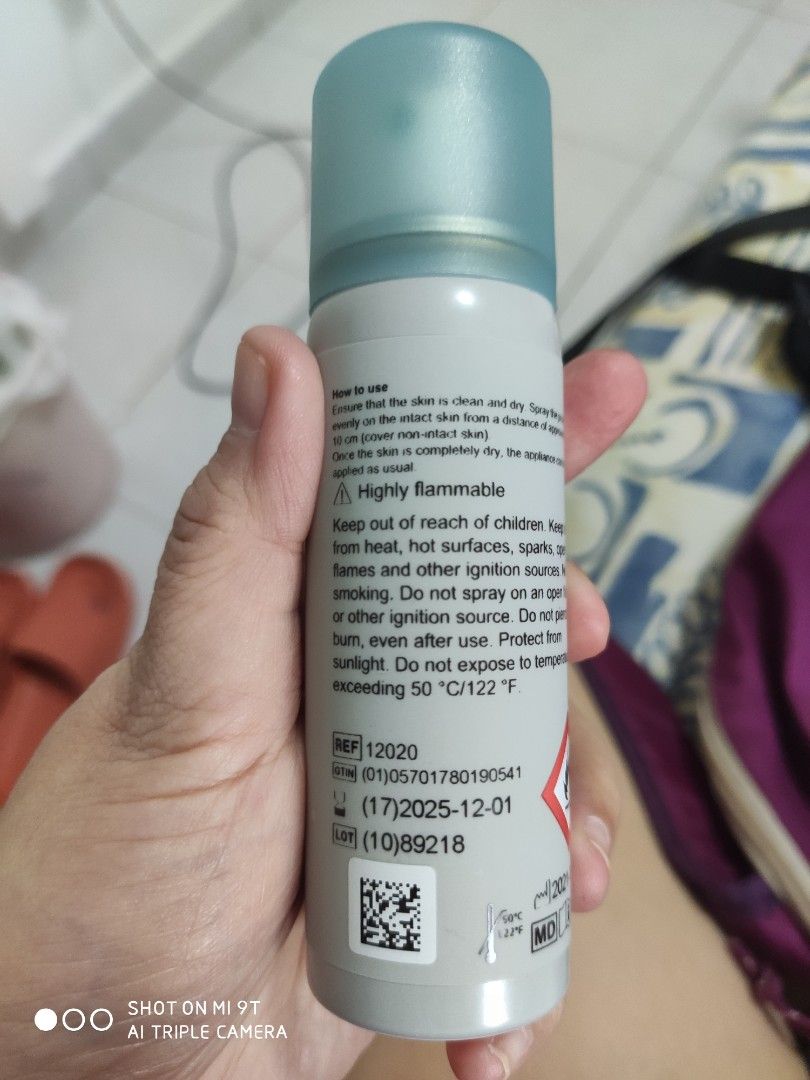 How to use
Ensure that the skin is clean and dry. Spray the
evenly on the intact skin from a distance of
10 cm (cover non-intact skin).
Once the skin is completely dry, the appliance
applied as usual.
Highly flammable
Keep out of reach of children. Keep
from heat, hot surfaces, sparks,
flames and other ignition sources.
smoking. Do not spray on an open
or other ignition source. Do not
burn, even after use. Protect from
sunlight. Do not expose to
exceeding 50 °C/122 °F.
REF 12020
GTIN (01)05701780190541
(17)2025-12-01
LOT (10)89218
50°C
122°F
MD
SHOT ON MI 9T
AI TRIPLE CAMERA